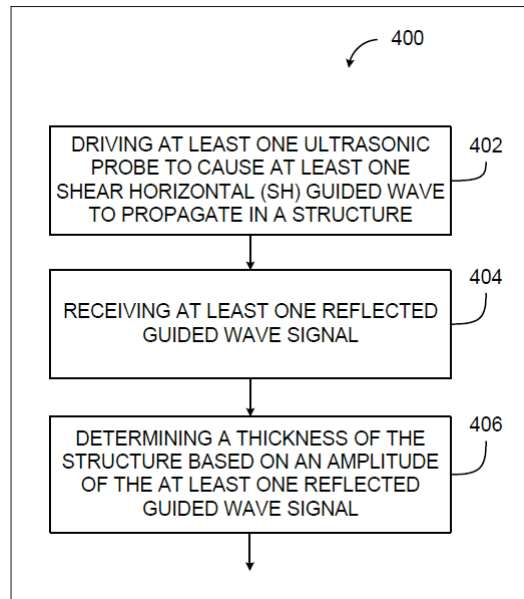 400
DRIVING AT LEAST ONE ULTRASONIC
PROBE TO CAUSE AT LEAST ONE
SHEAR HORIZONTAL (SH) GUIDED WAVE
TO PROPAGATE IN A STRUCTURE
402
RECEIVING AT LEAST ONE REFLECTED
GUIDED WAVE SIGNAL
404
DETERMINING A THICKNESS OF THE
STRUCTURE BASED ON AN AMPLITUDE
OF THE AT LEAST ONE REFLECTED
GUIDED WAVE SIGNAL
406